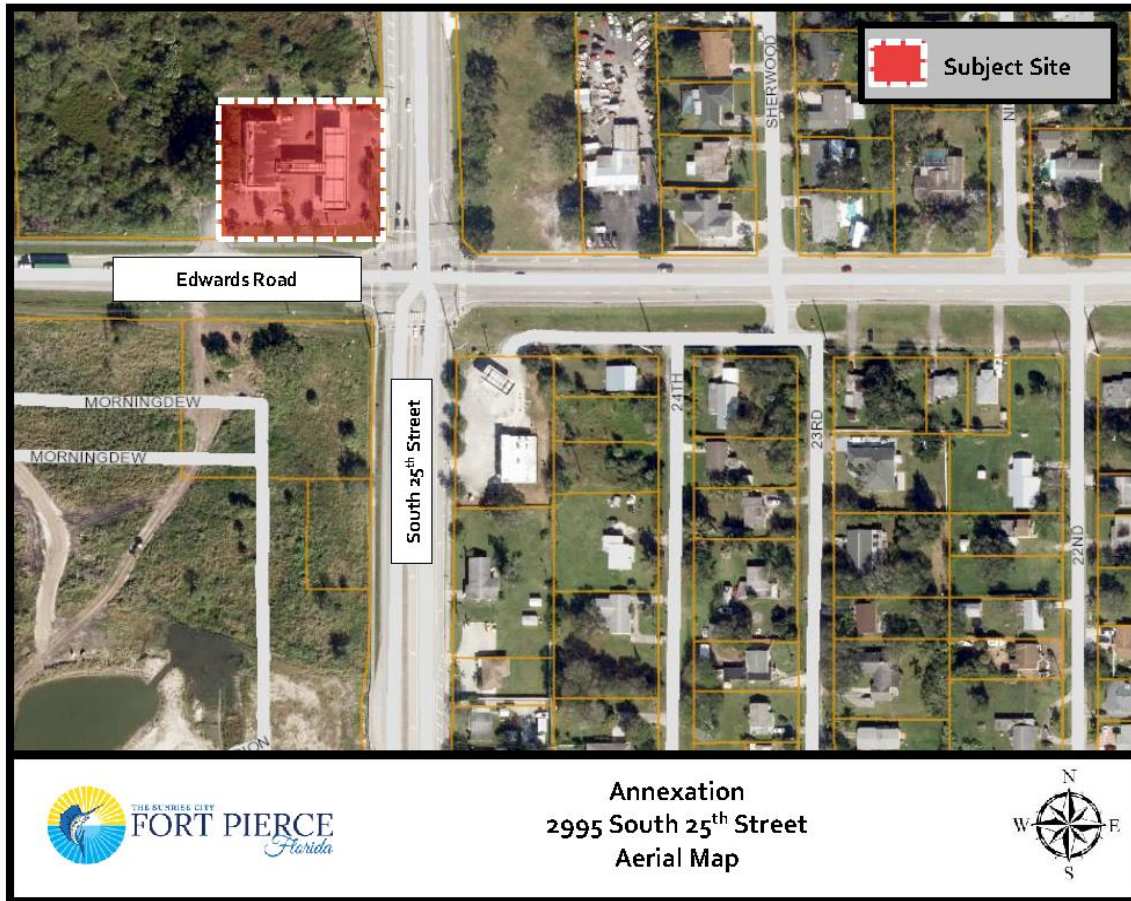 Subject Site
SHERWOOD
NIN
Edwards Road
MORNINGDEW
MORNINGDEW
South 25th Street
24TH
23RD
22ND
THE SUNRISE CITY
FORT PIERCE
Florida
Annexation
2995 South 25th Street
Aerial Map
N
W
E
S